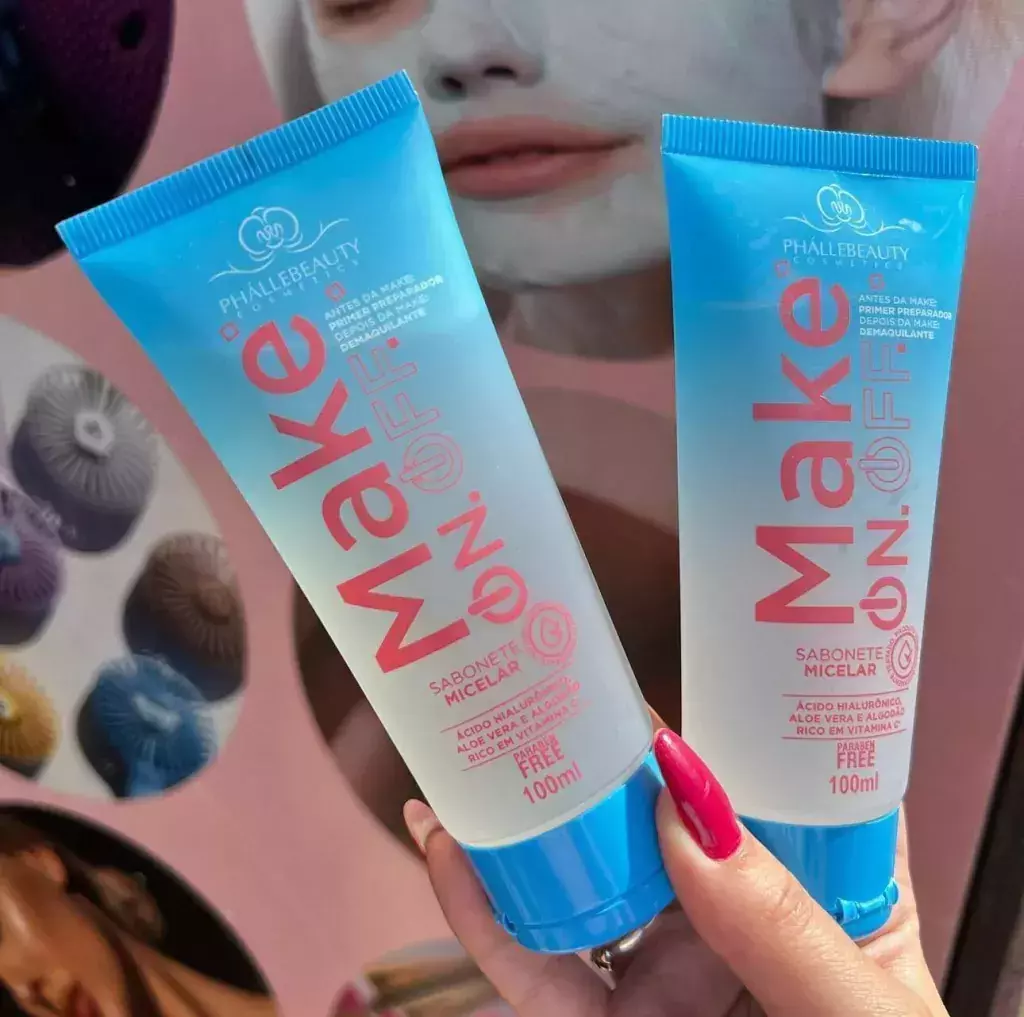 PHÁLLEBEAUTY
COSMETICS
ANTES DA MAKE:
PRIMER PREPARADOR
DEPOIS DA MAKE:
DEMAQUILANTE
Make
ON. OFF.
SABONETE
MICELAR
ÁCIDO HIALURÔNICO,
ALOE VERA E ALGODÃO
RICO EM VITAMINA C
PARABEN
FREE
100ml
PHÁLLEBEAUTY
COSMETICS
ANTES DA MAKE:
PRIMER PREPARADOR
DEPOIS DA MAKE:
DEMAQUILANTE
Make
ON. OFF.
SABONETE
MICELAR
ÁCIDO HIALURÔNICO,
ALOE VERA E ALGODÃO
RICO EM VITAMINA C
PARABEN
FREE
100ml